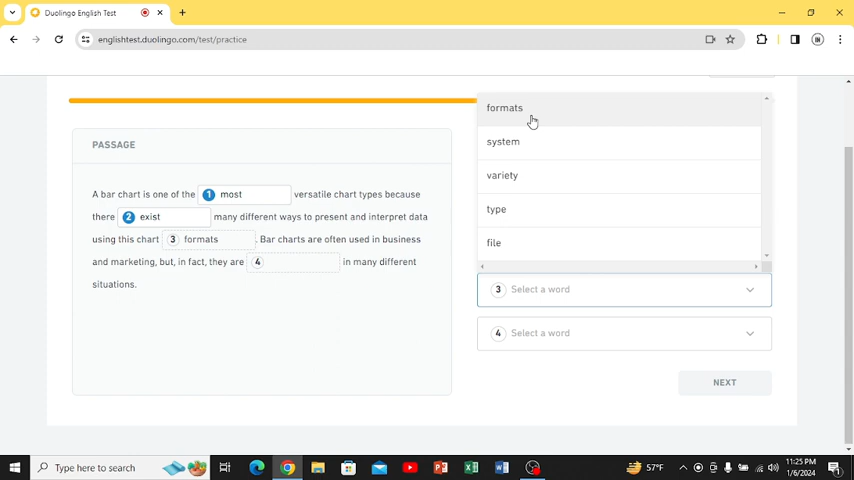 Duolingo English Test
englishtest.duolingo.com/test/practice
IN
PASSAGE
A bar chart is one of the 1 most versatile chart types because
there 2 exist many different ways to present and interpret data
using this chart 3 formats . Bar charts are often used in business
and marketing, but, in fact, they are 4 in many different
situations.
formats
system
variety
type
file
3 Select a word
4 Select a word
NEXT
Type here to search
57°F
11:25 PM
1/6/2024